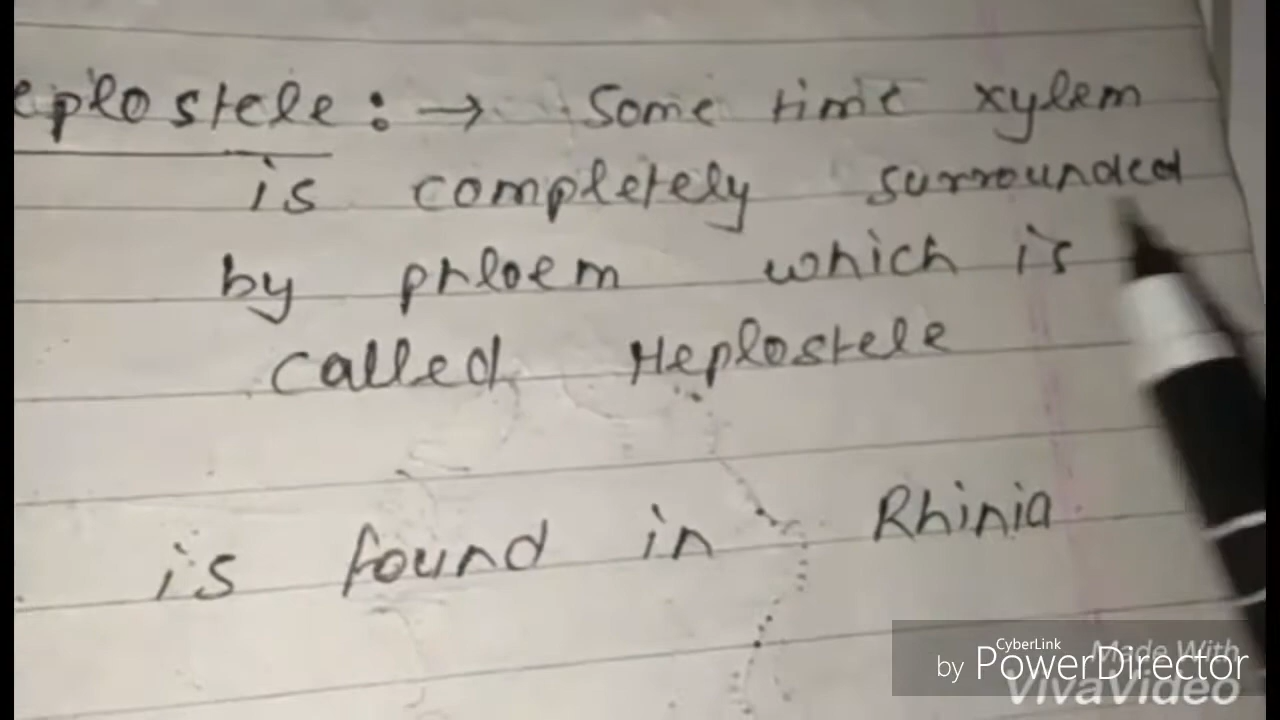 eplostele : → Some time xylem
is completely surrounded
by phloem which is
called Heplostele
is found in Rhinia
CyberLink
by PowerDirector
Made With
VivaVideo